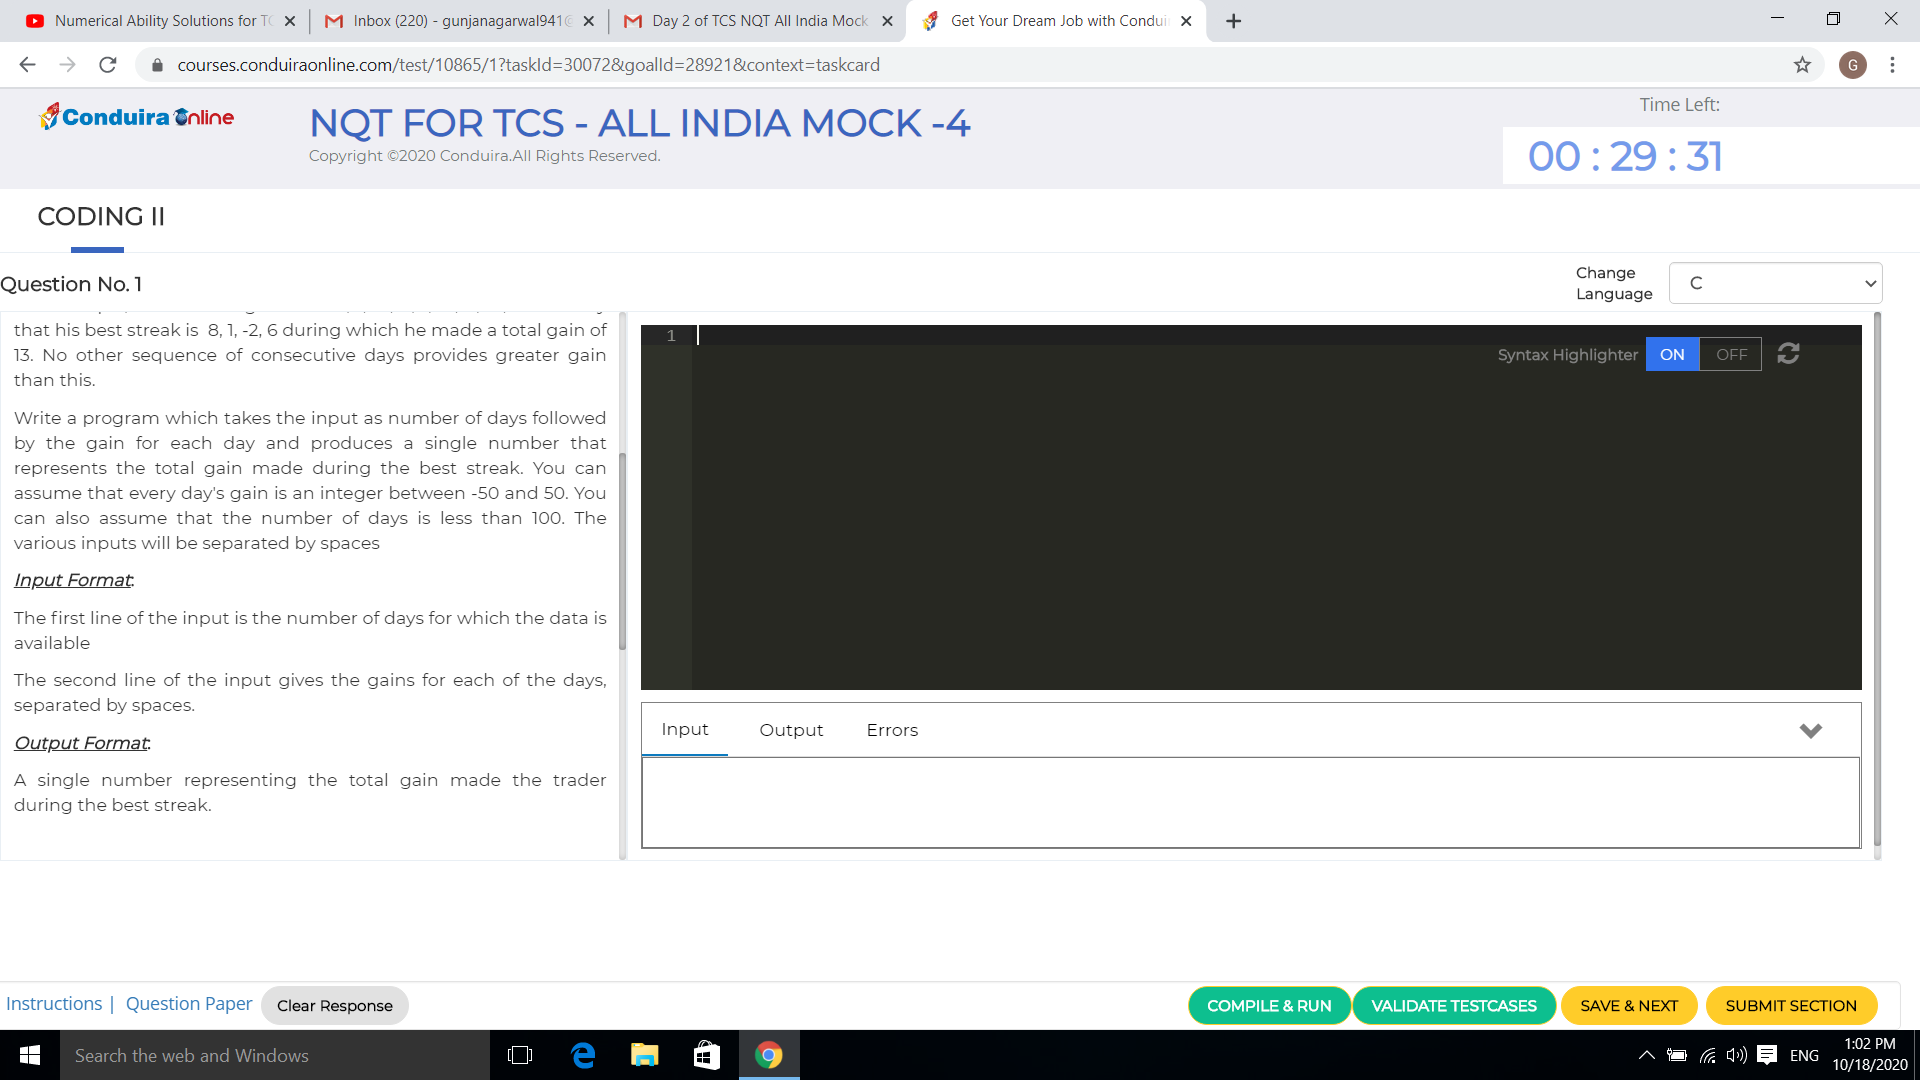 Numerical Ability Solutions for TC
Inbox (220) - gunjanagarwal941@
Day 2 of TCS NQT All India Mock
Get Your Dream Job with Condui
courses.conduiraonline.com/test/10865/1?taskId=30072&goalId=28921&context=taskcard
G
Conduira Online
NQT FOR TCS - ALL INDIA MOCK -4
Copyright ©2020 Conduira.All Rights Reserved.
Time Left:
00 : 29 : 31
CODING II
Question No. 1
Change Language
C
that his best streak is 8, 1, -2, 6 during which he made a total gain of
13. No other sequence of consecutive days provides greater gain
than this.
Write a program which takes the input as number of days followed
by the gain for each day and produces a single number that
represents the total gain made during the best streak. You can
assume that every day's gain is an integer between -50 and 50. You
can also assume that the number of days is less than 100. The
various inputs will be separated by spaces
Input Format:
The first line of the input is the number of days for which the data is
available
The second line of the input gives the gains for each of the days,
separated by spaces.
Output Format:
A single number representing the total gain made the trader
during the best streak.
1
Syntax Highlighter ON OFF
Input Output Errors
Instructions | Question Paper Clear Response
COMPILE & RUN VALIDATE TESTCASES SAVE & NEXT SUBMIT SECTION
Search the web and Windows
ENG
1:02 PM
10/18/2020